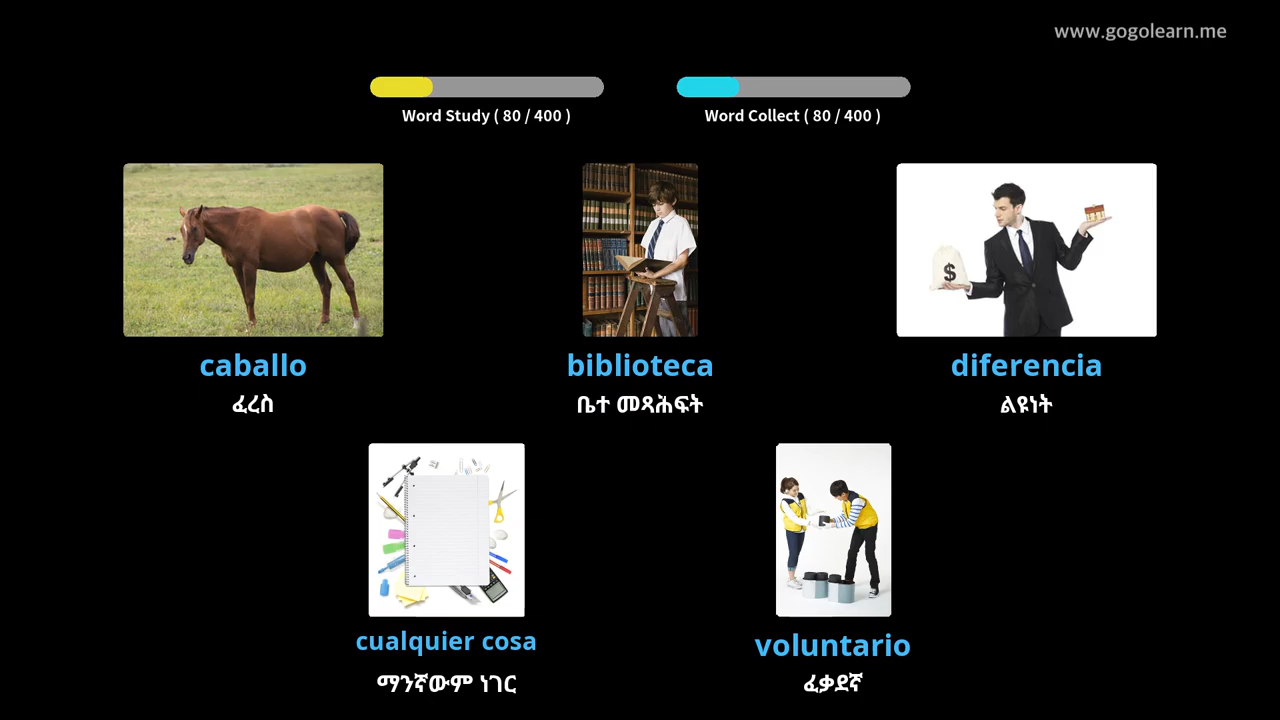 www.gogolearn.me
Word Study ( 80 / 400 )
Word Collect ( 80 / 400 )
$
caballo
biblioteca
diferencia
ፈረስ
ቤተ መጻሕፍት
ልዩነት
cualquier cosa
voluntario
ማንኛውም ነገር
ፈቃደኛ